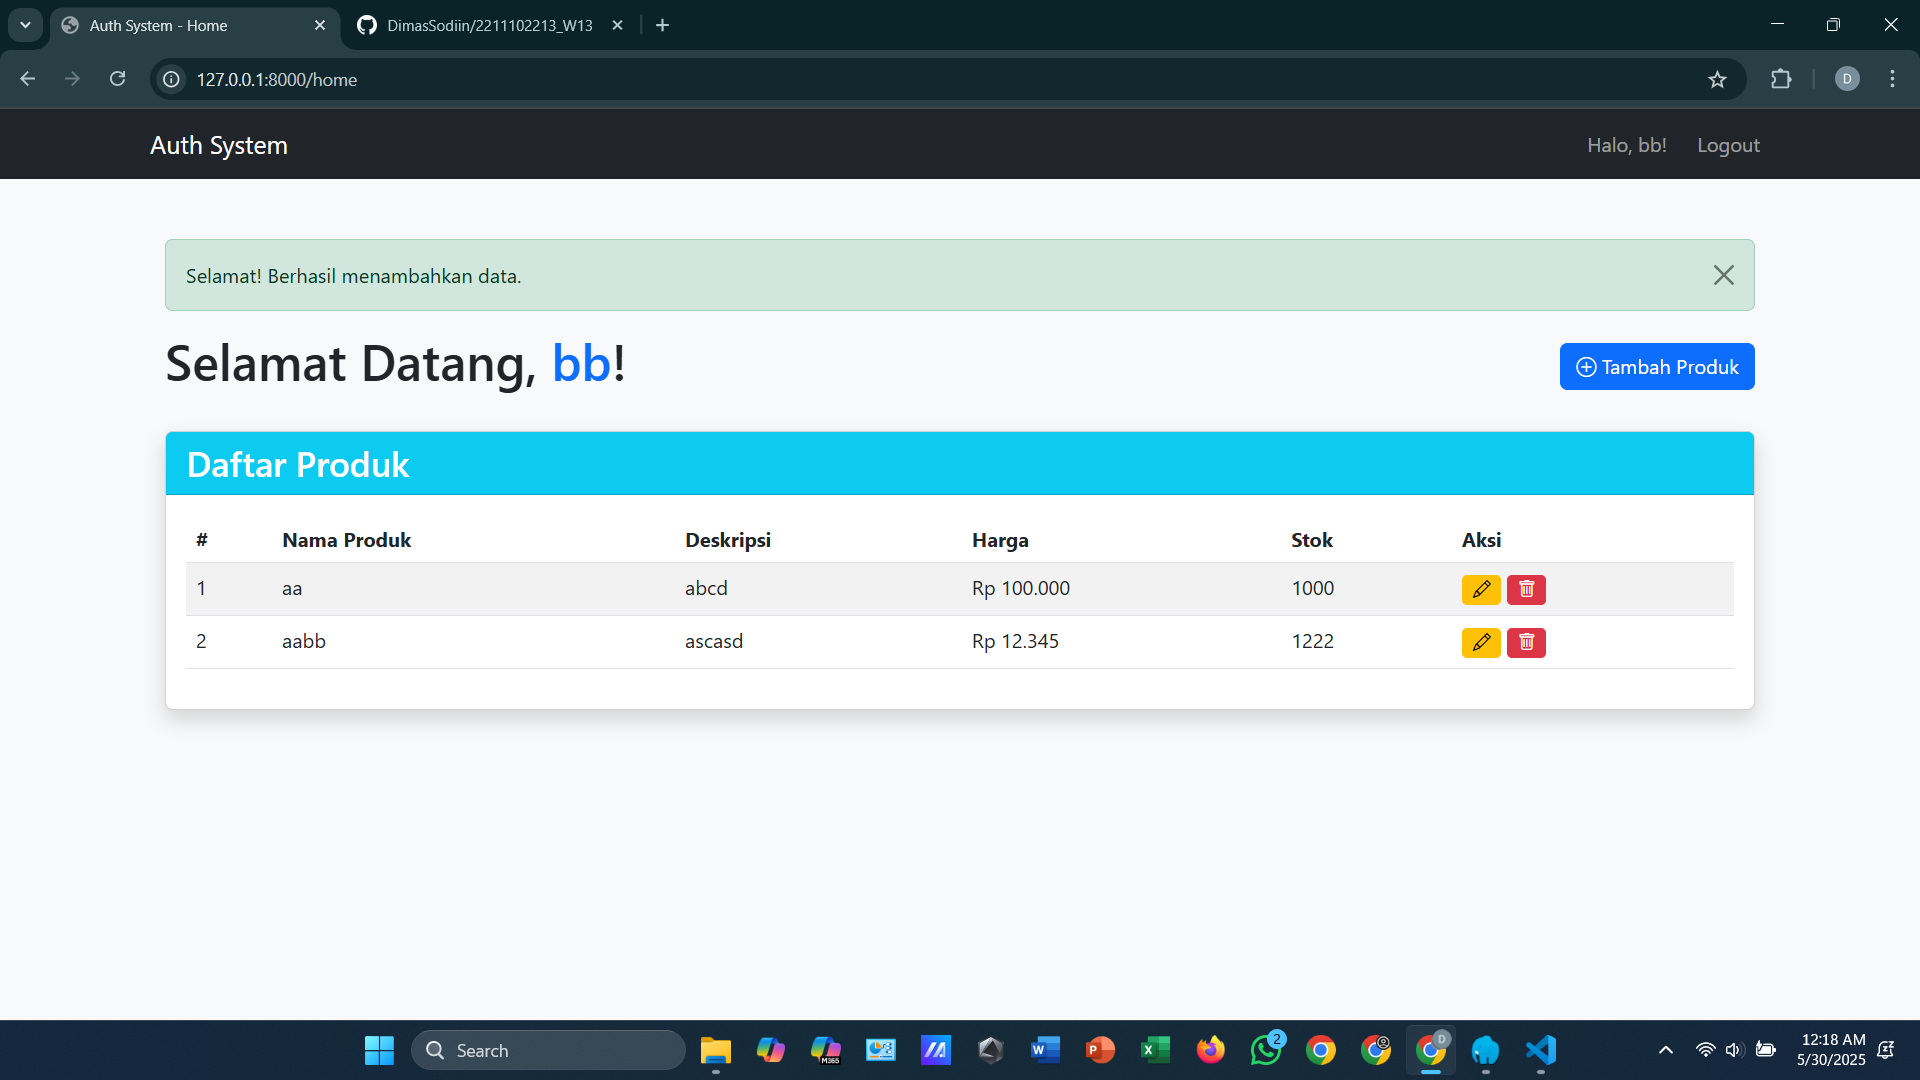 Auth System - Home
DimasSodiin/2211102213_W13
127.0.0.1:8000/home
D
Auth System
Halo, bb!
Logout
Selamat! Berhasil menambahkan data.
Selamat Datang, bb!
Tambah Produk
Daftar Produk
# Nama Produk Deskripsi Harga Stok Aksi
1 aa abcd Rp 100.000 1000
2 aabb ascasd Rp 12.345 1222
Search
M365
W
P
X
2
D
12:18 AM
5/30/2025